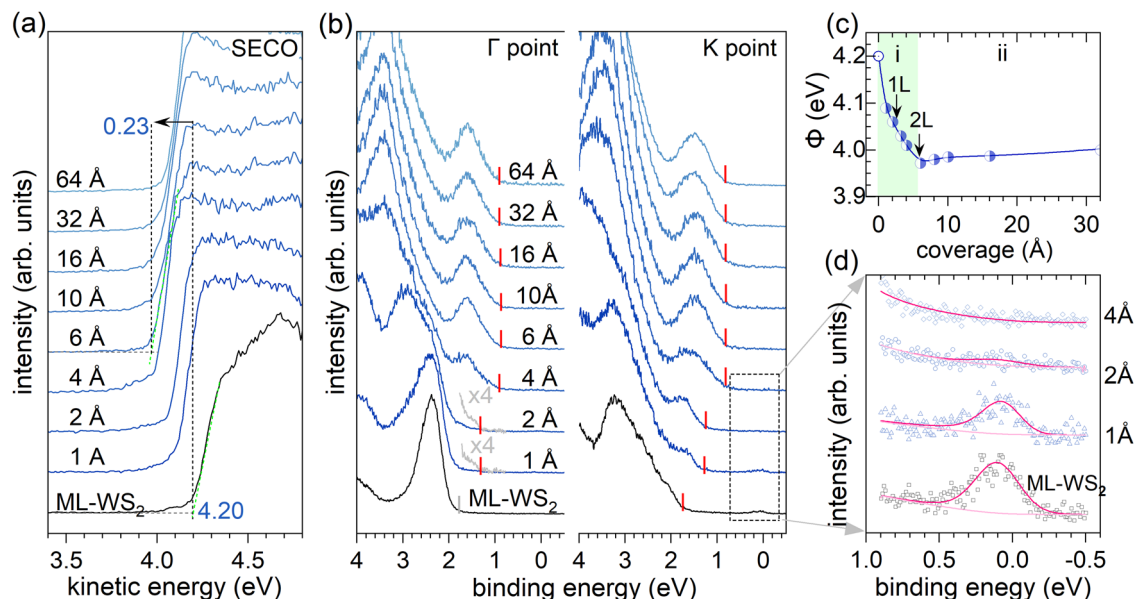 (a)
SECO
0.23
64 Å
32 Å
16 Å
10 Å
6 Å
4 Å
2 Å
1 A
ML-WS2
4.20
intensity (arb. units)
3.6
4.0
4.4
4.8
kinetic energy (eV)
(b)
Γ point
64 Å
32 Å
16 Å
10Å
6 Å
4 Å
x4
2 Å
x4
1 Å
ML-WS2
intensity (arb. units)
4 3 2 1 0
K point
4 3 2 1 0
binding energy (eV)
(c)
i
ii
1L
2L
Φ (eV)
4.2
4.1
4.0
3.9
0 10 20 30
coverage (Å)
(d)
4Å
2Å
1Å
ML-WS2
intensity (arb. units)
1.0 0.5 0.0 -0.5
binding enegy (eV)